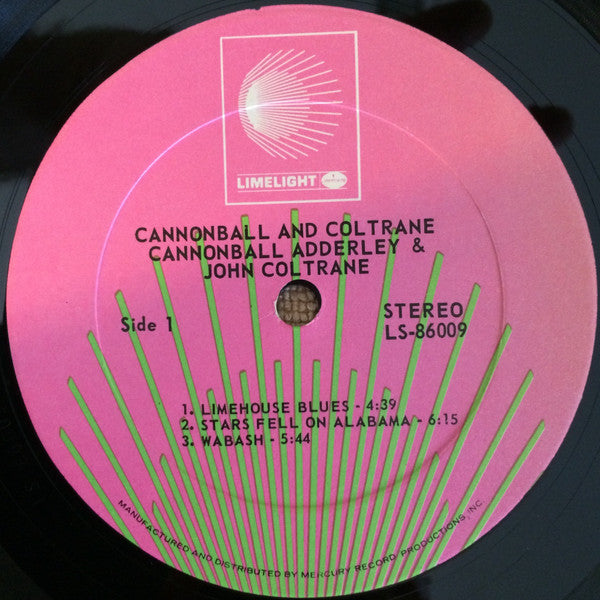 LIMELIGHT
CANNONBALL AND COLTRANE
CANNONBALL ADDERLEY &
JOHN COLTRANE
Side 1
STEREO
LS-86009
1. LIMEHOUSE BLUES - 4:39
2. STARS FELL ON ALABAMA - 6:15
3. WABASH - 5:44
MANUFACTURED AND DISTRIBUTED BY MERCURY RECORD PRODUCTIONS, INC.